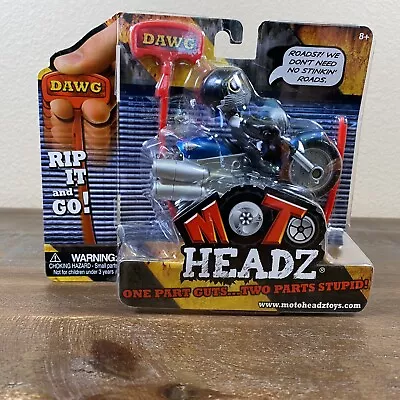 DAWG
DAWG
8+
ROADS?! WE
DON'T NEED
NO STINKIN'
ROADS.
RIP
IT
and
GO!
MOTO
HEADZ®
ONE PART GUTS...TWO PARTS STUPID!
www.motoheadztoys.com
WARNING:
CHOKING HAZARD - Small parts
Not for children under 3 years